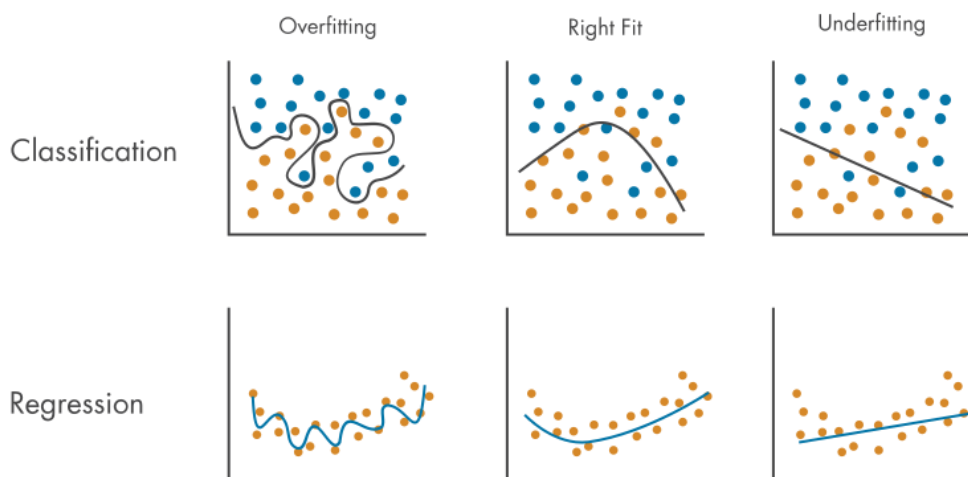 Overfitting
Right Fit
Underfitting
Classification
Regression